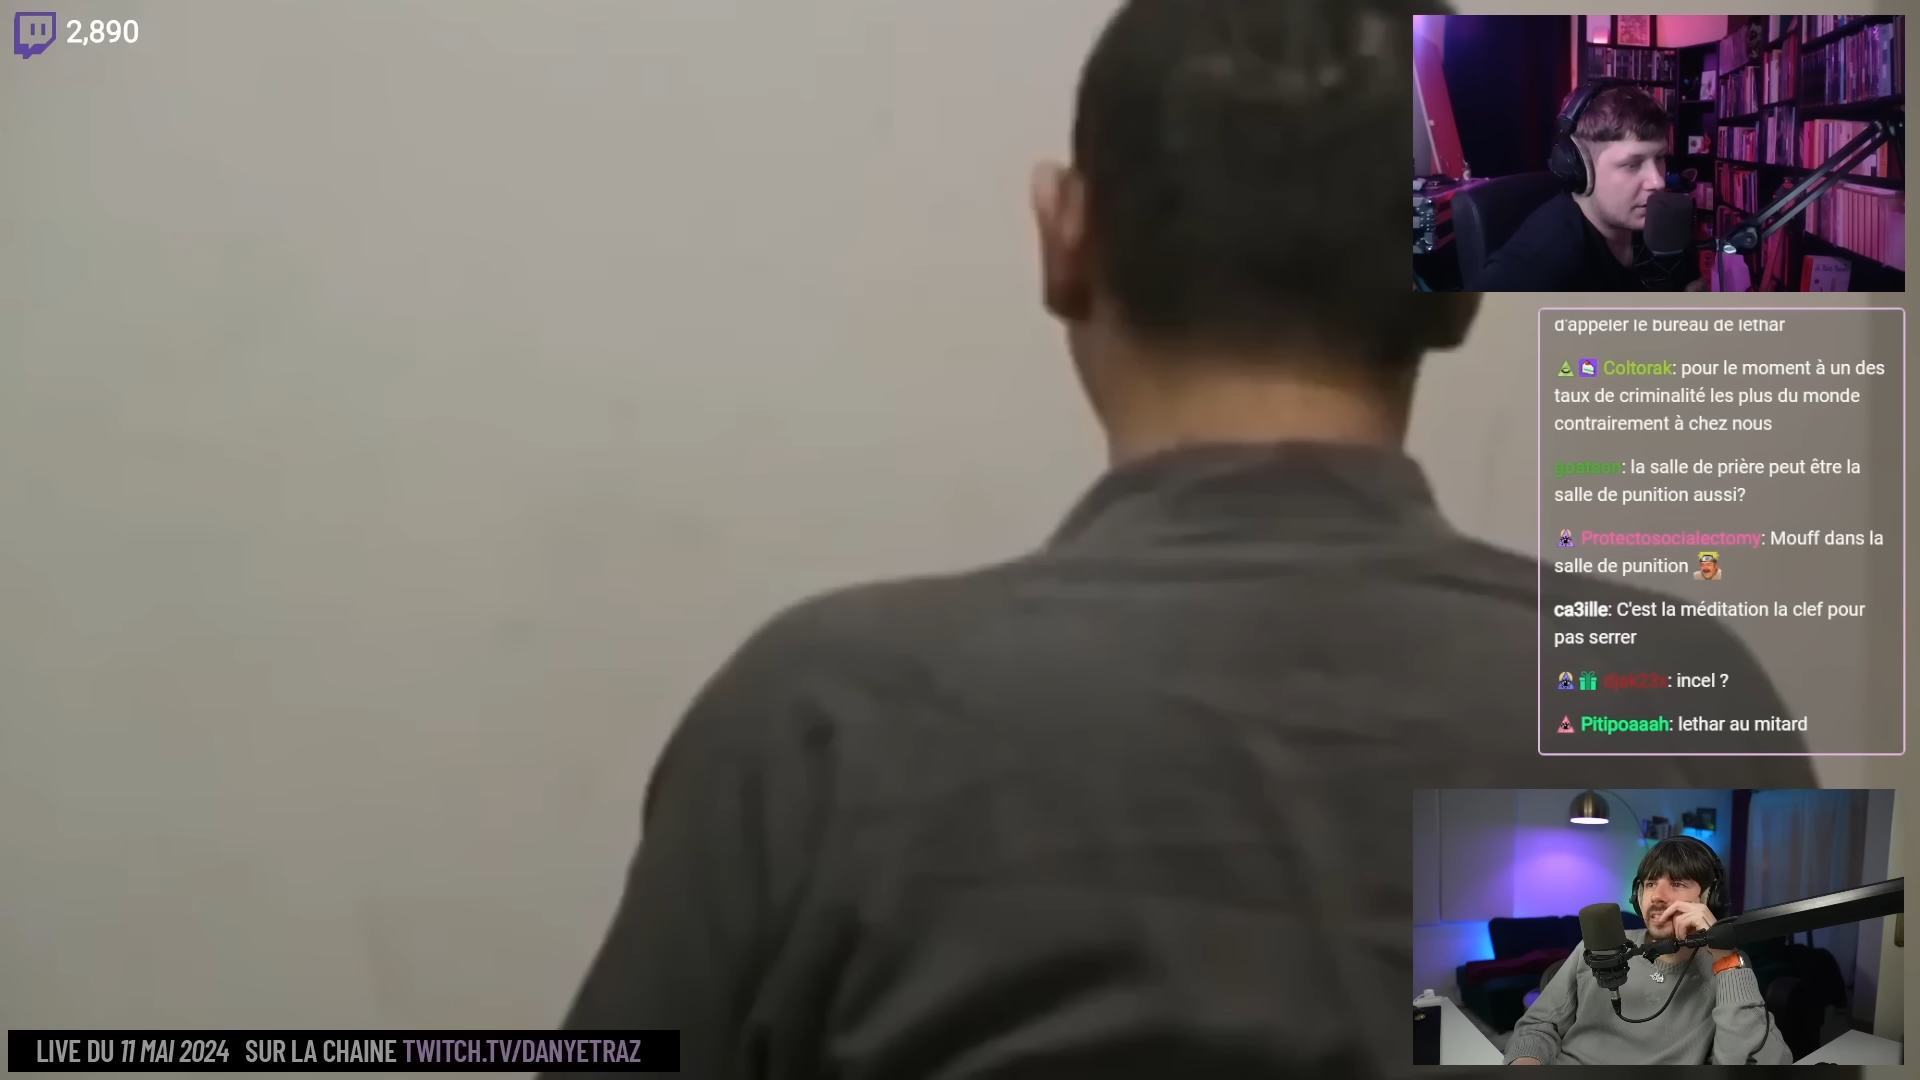 2,890
d'appeler le bureau de lethar
Coltorak: pour le moment à un des
taux de criminalité les plus du monde
contrairement à chez nous
: la salle de prière peut être la
salle de punition aussi?
Protectosocialectomy: Mouff dans la
salle de punition
ca3ille: C'est la méditation la clef pour
pas serrer
: incel ?
Pitipoaaah: lethar au mitard
LIVE DU 11 MAI 2024 SUR LA CHAINE TWITCH.TV/DANYETRAZ